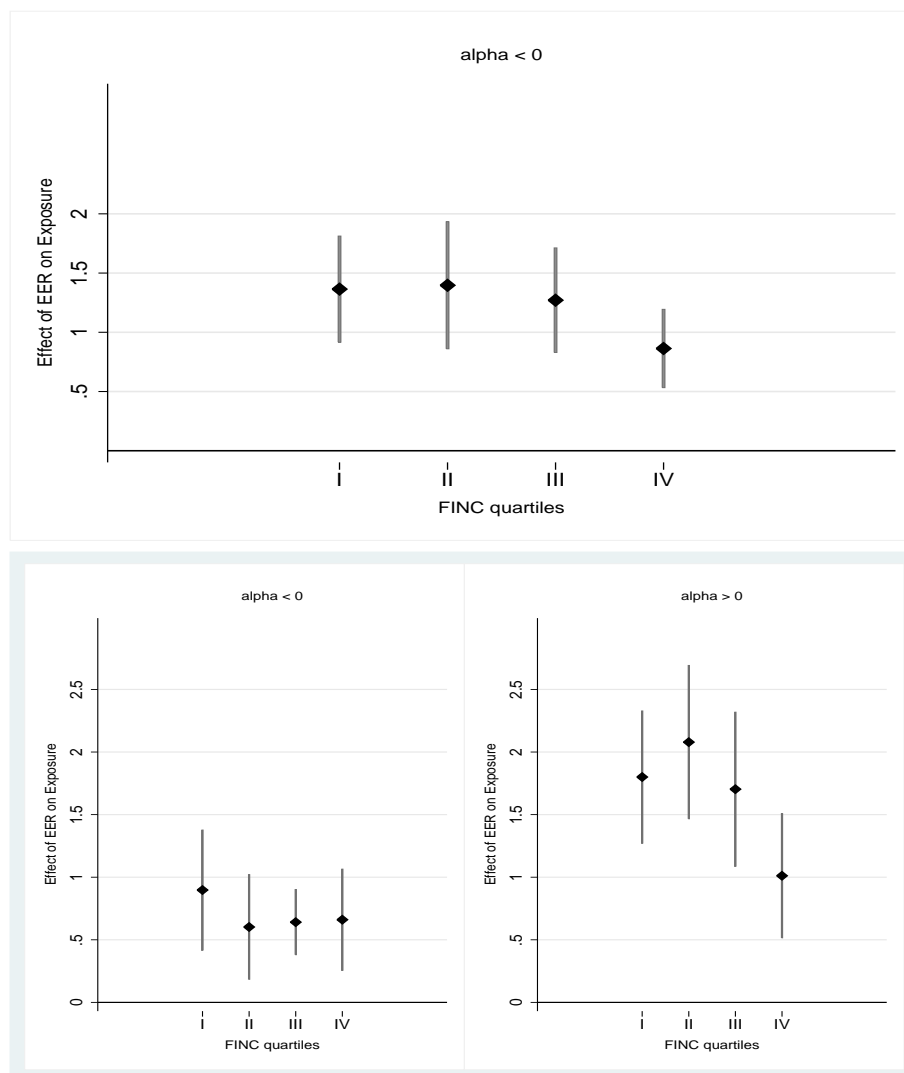 alpha < 0
Effect of EER on Exposure
2
1.5
1
.5
I II III IV
FINC quartiles
alpha < 0
Effect of EER on Exposure
2.5
2
1.5
1
.5
0
I II III IV
FINC quartiles
alpha > 0
Effect of EER on Exposure
2.5
2
1.5
1
.5
0
I II III IV
FINC quartiles